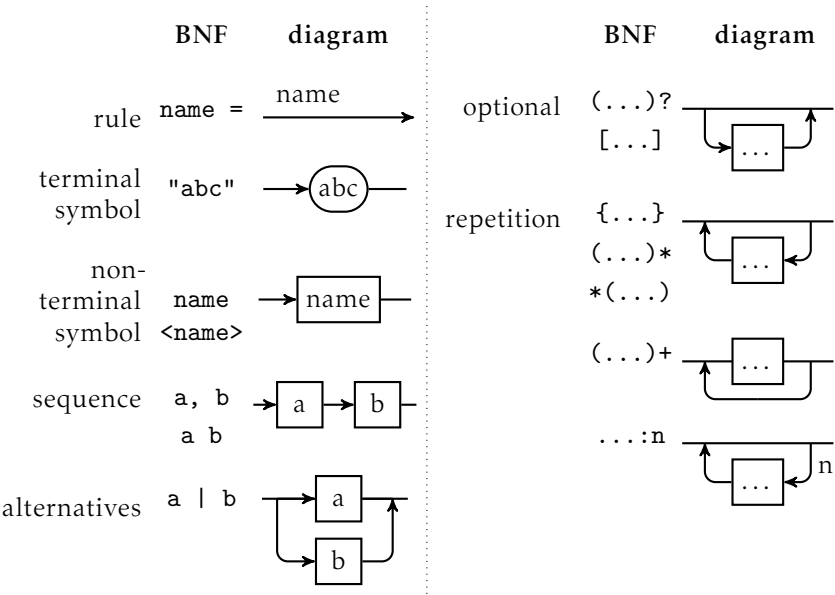 BNF diagram
rule name = name
terminal
symbol "abc" abc
non-
terminal name name
symbol <name>
sequence a, b a b
a b
alternatives a | b a
b
BNF diagram
optional (...)?
[...] ...
repetition {...}
(...)* ...
*(...)
(...)+ ...
...:n n
...